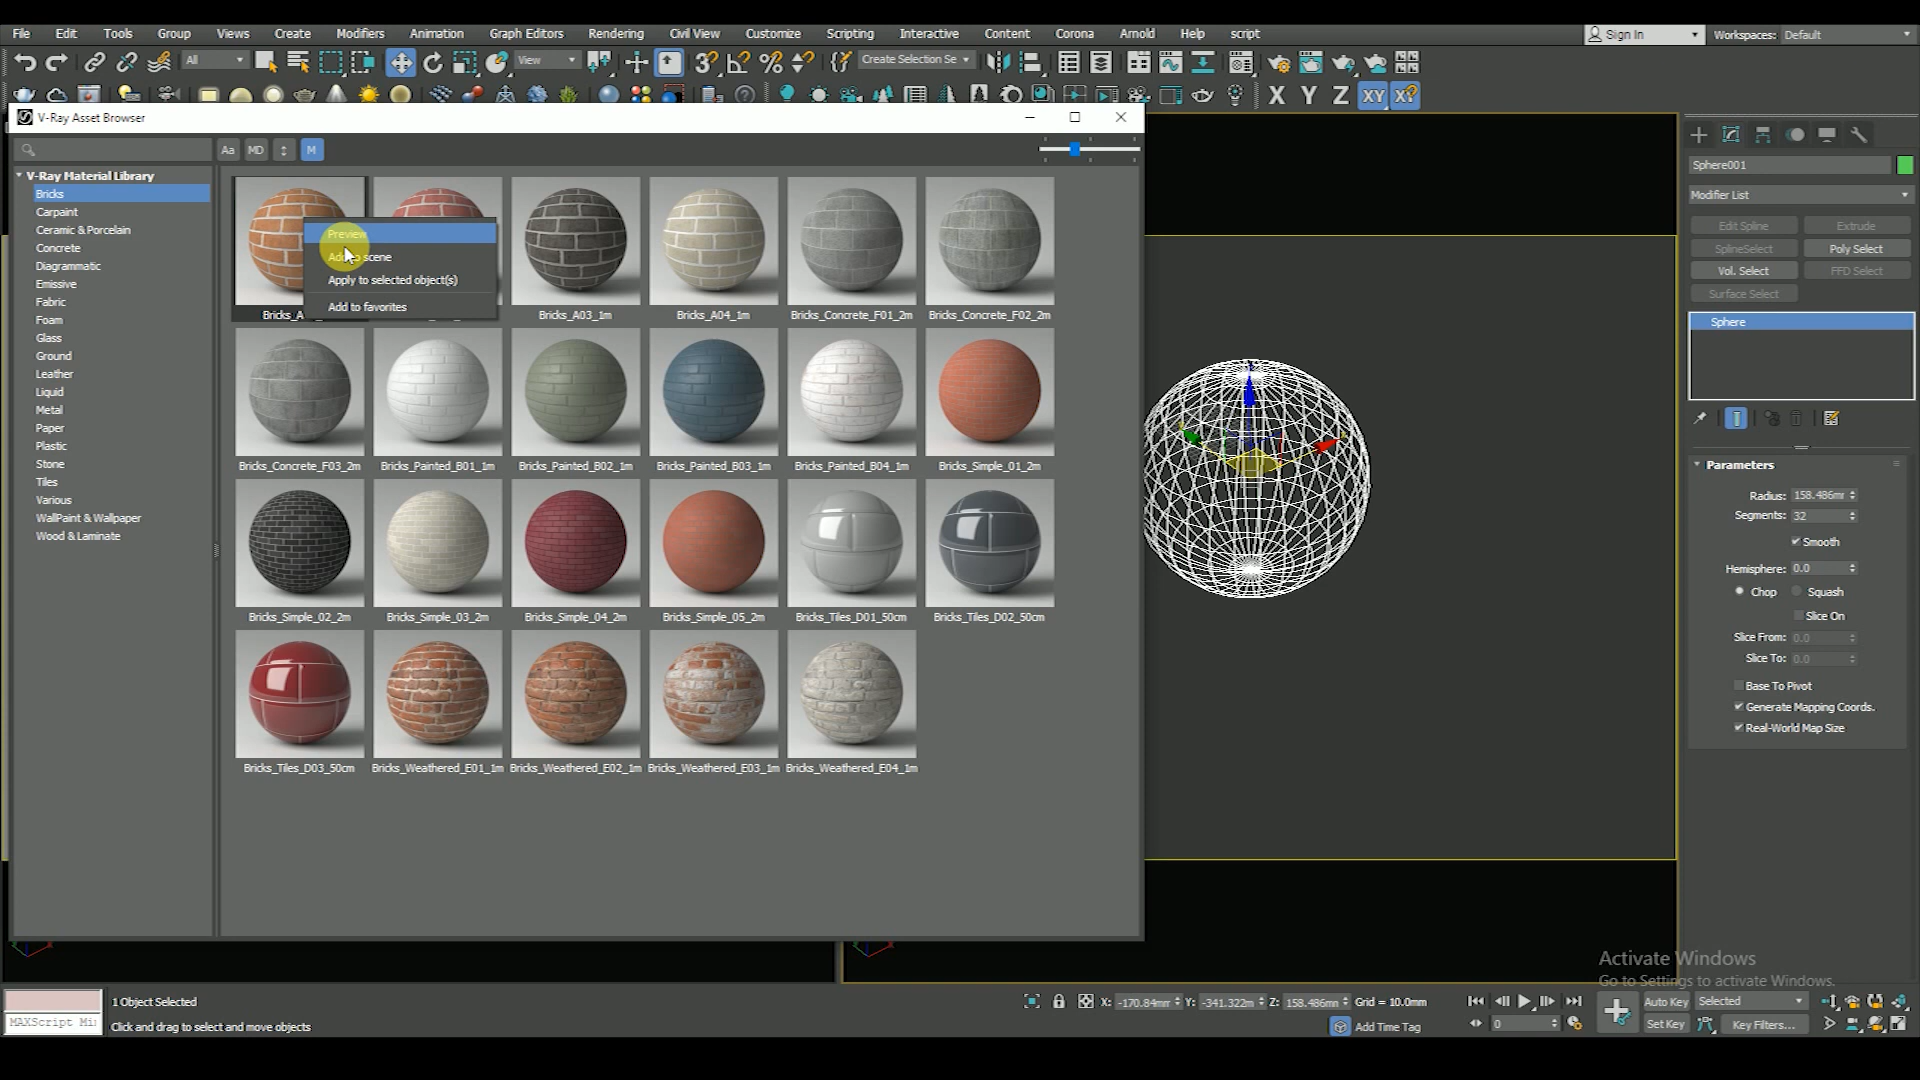 File Edit Tools Group Views Create Modifiers Animation Graph Editors Rendering Civil View Customize Scripting Interactive Content Corona Arnold Help script
Sign In Workspaces: Default
All View Create Selection Se
X Y Z XY
V-Ray Asset Browser
Aa MD M
V-Ray Material Library
Bricks
Carpaint
Ceramic & Porcelain
Concrete
Diagrammatic
Emissive
Fabric
Foam
Glass
Ground
Leather
Liquid
Metal
Paper
Plastic
Stone
Tiles
Various
WallPaint & Wallpaper
Wood & Laminate
Preview
scene
Apply to selected object(s)
Add to favorites
Bricks_A Bricks_A03_1m Bricks_A04_1m Bricks_Concrete_F01_2m Bricks_Concrete_F02_2m
Bricks_Concrete_F03_2m Bricks_Painted_B01_1m Bricks_Painted_B02_1m Bricks_Painted_B03_1m Bricks_Painted_B04_1m Bricks_Simple_01_2m
Bricks_Simple_02_2m Bricks_Simple_03_2m Bricks_Simple_04_2m Bricks_Simple_05_2m Bricks_Tiles_D01_50cm Bricks_Tiles_D02_50cm
Bricks_Tiles_D03_50cm Bricks_Weathered_E01_1m Bricks_Weathered_E02_1m Bricks_Weathered_E03_1m Bricks_Weathered_E04_1m
Sphere001
Modifier List
Edit Spline Extrude
SplineSelect Poly Select
Vol. Select FFD Select
Surface Select
Sphere
Parameters
Radius: 158.486mr
Segments: 32
Smooth
Hemisphere: 0.0
Chop Squash
Slice On
Slice From: 0.0
Slice To: 0.0
Base To Pivot
Generate Mapping Coords.
Real-World Map Size
Activate Windows
Go to Settings to activate Windows.
1 Object Selected
X: -170.84mr Y: -341.322m Z: 158.486mm Grid = 10.0mm
Auto Key Selected
MAXScript Mi
Click and drag to select and move objects
Add Time Tag
0
Set Key Key Filters...